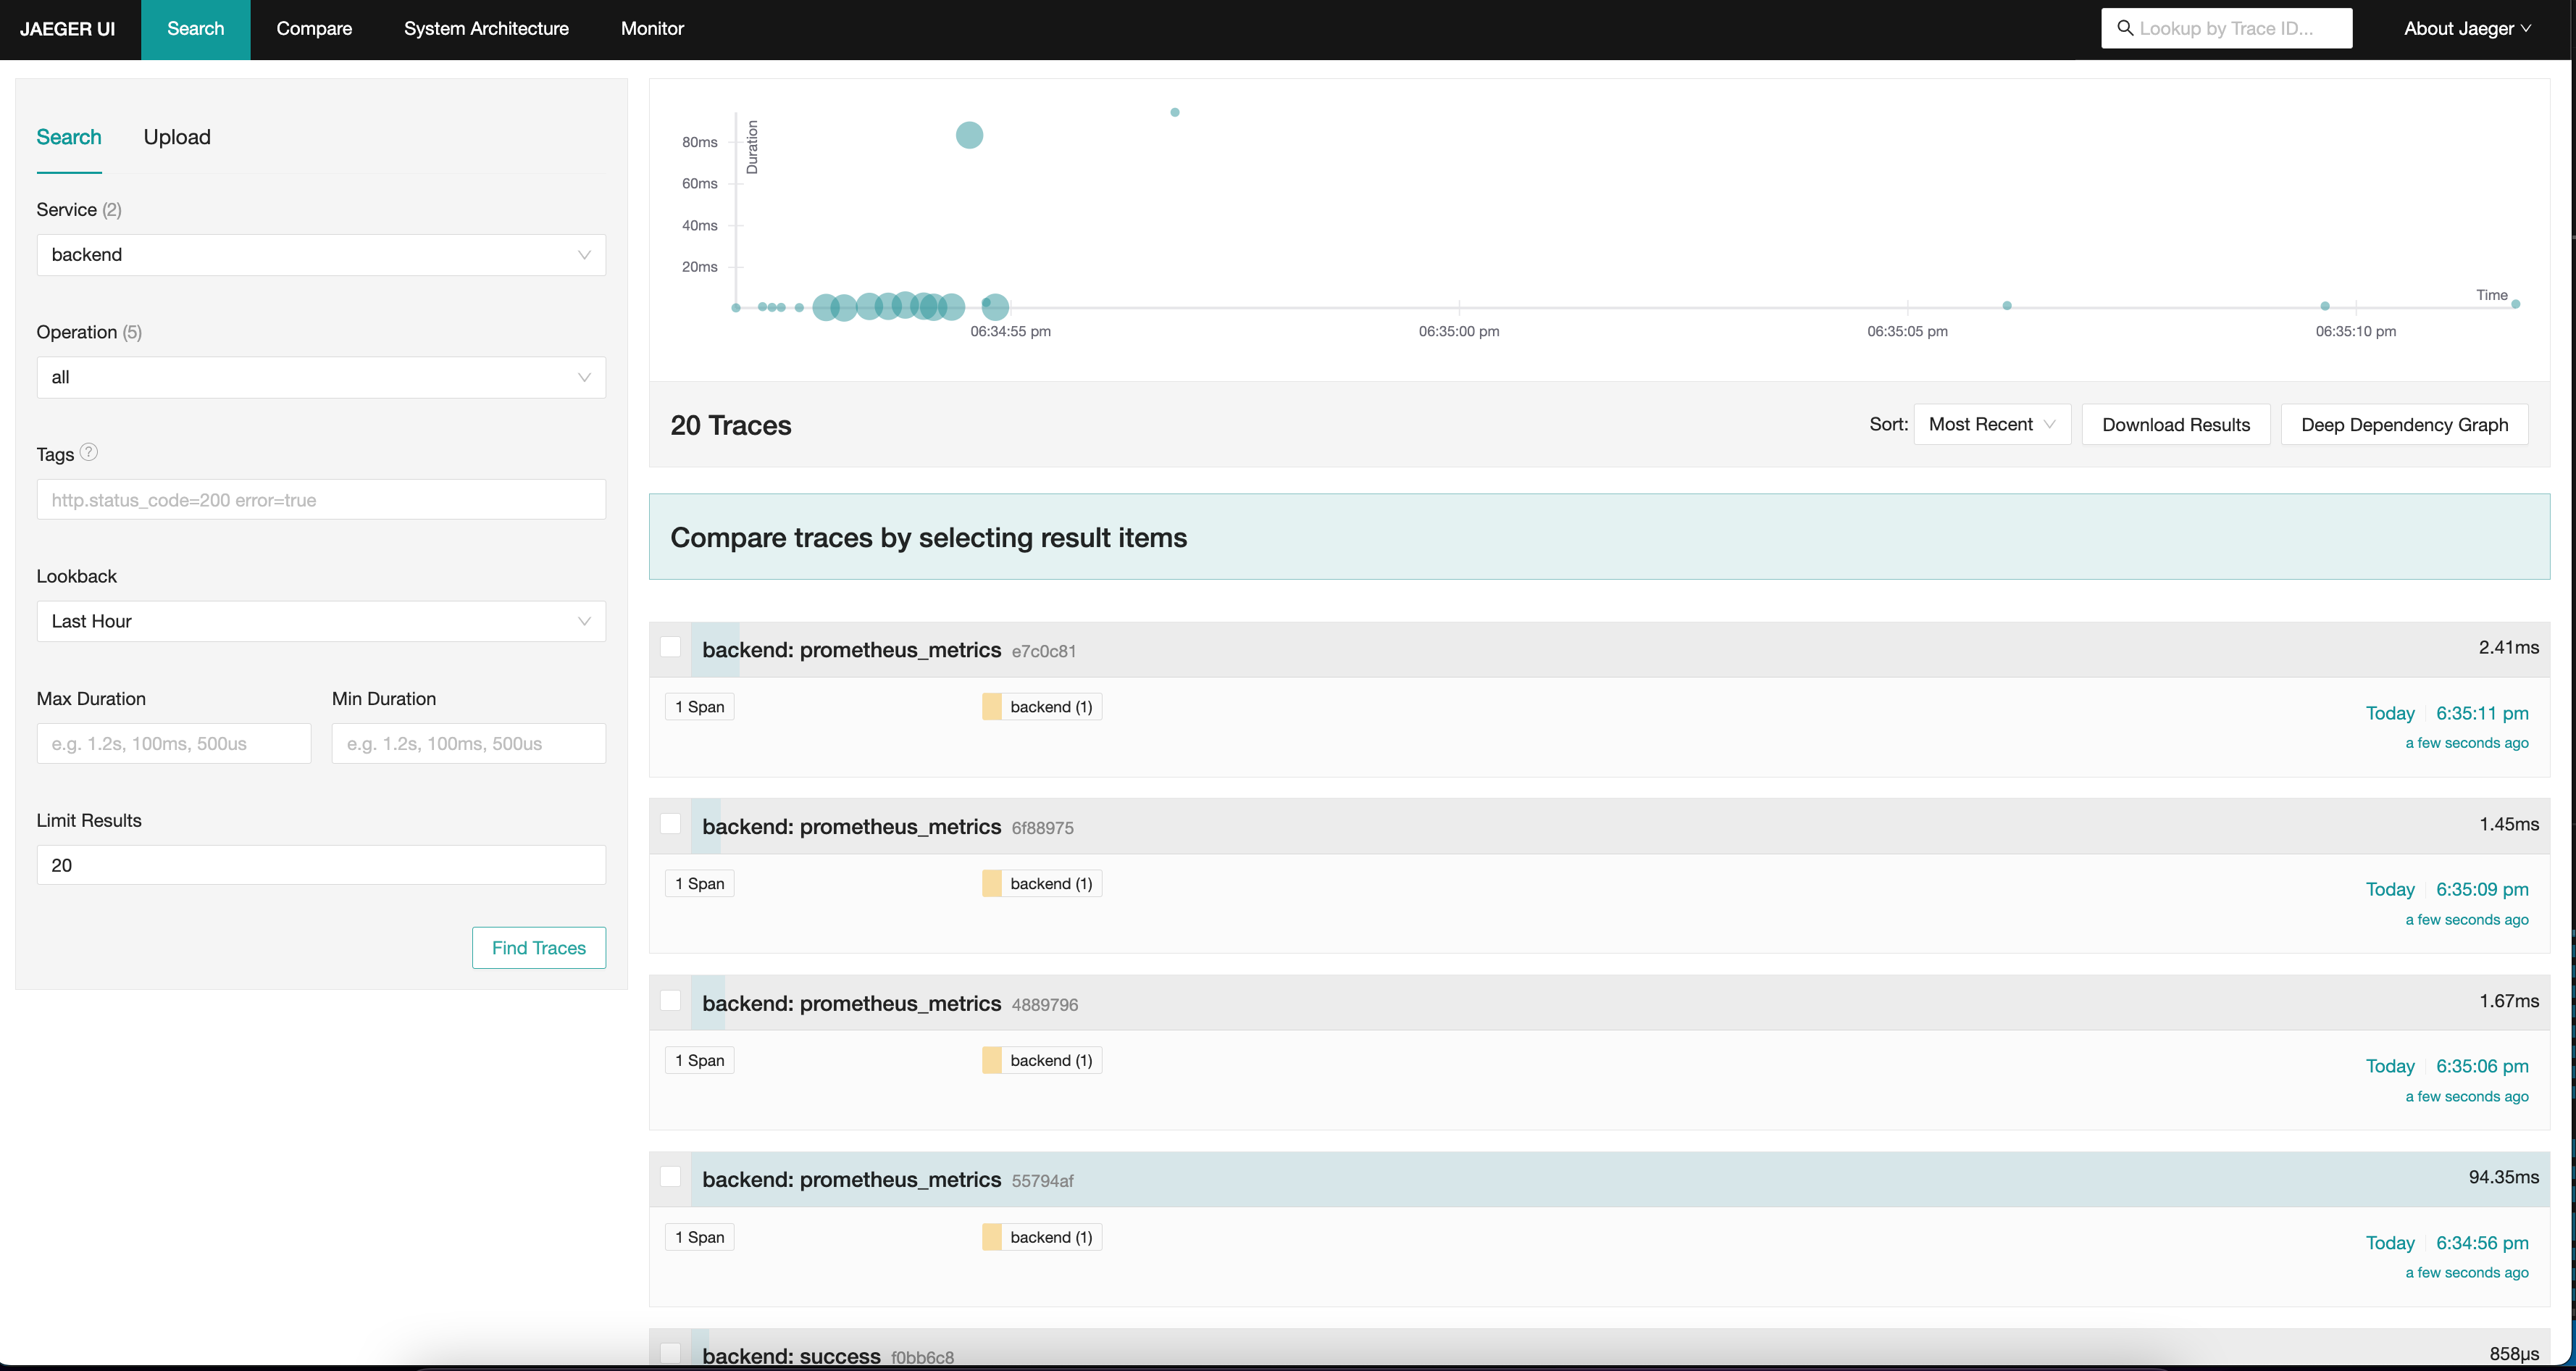 JAEGER UI Search Compare System Architecture Monitor Lookup by Trace ID... About Jaeger
Search Upload
Service (2)
backend
Operation (5)
all
Tags ?
http.status_code=200 error=true
Lookback
Last Hour
Max Duration Min Duration
e.g. 1.2s, 100ms, 500us e.g. 1.2s, 100ms, 500us
Limit Results
20
Find Traces
Duration
80ms
60ms
40ms
20ms
Time
06:34:55 pm 06:35:00 pm 06:35:05 pm 06:35:10 pm
20 Traces Sort: Most Recent Download Results Deep Dependency Graph
Compare traces by selecting result items
backend: prometheus_metrics e7c0c81 2.41ms
1 Span backend (1) Today 6:35:11 pm
a few seconds ago
backend: prometheus_metrics 6f88975 1.45ms
1 Span backend (1) Today 6:35:09 pm
a few seconds ago
backend: prometheus_metrics 4889796 1.67ms
1 Span backend (1) Today 6:35:06 pm
a few seconds ago
backend: prometheus_metrics 55794af 94.35ms
1 Span backend (1) Today 6:34:56 pm
a few seconds ago
backend: success f0bb6c8 858μs